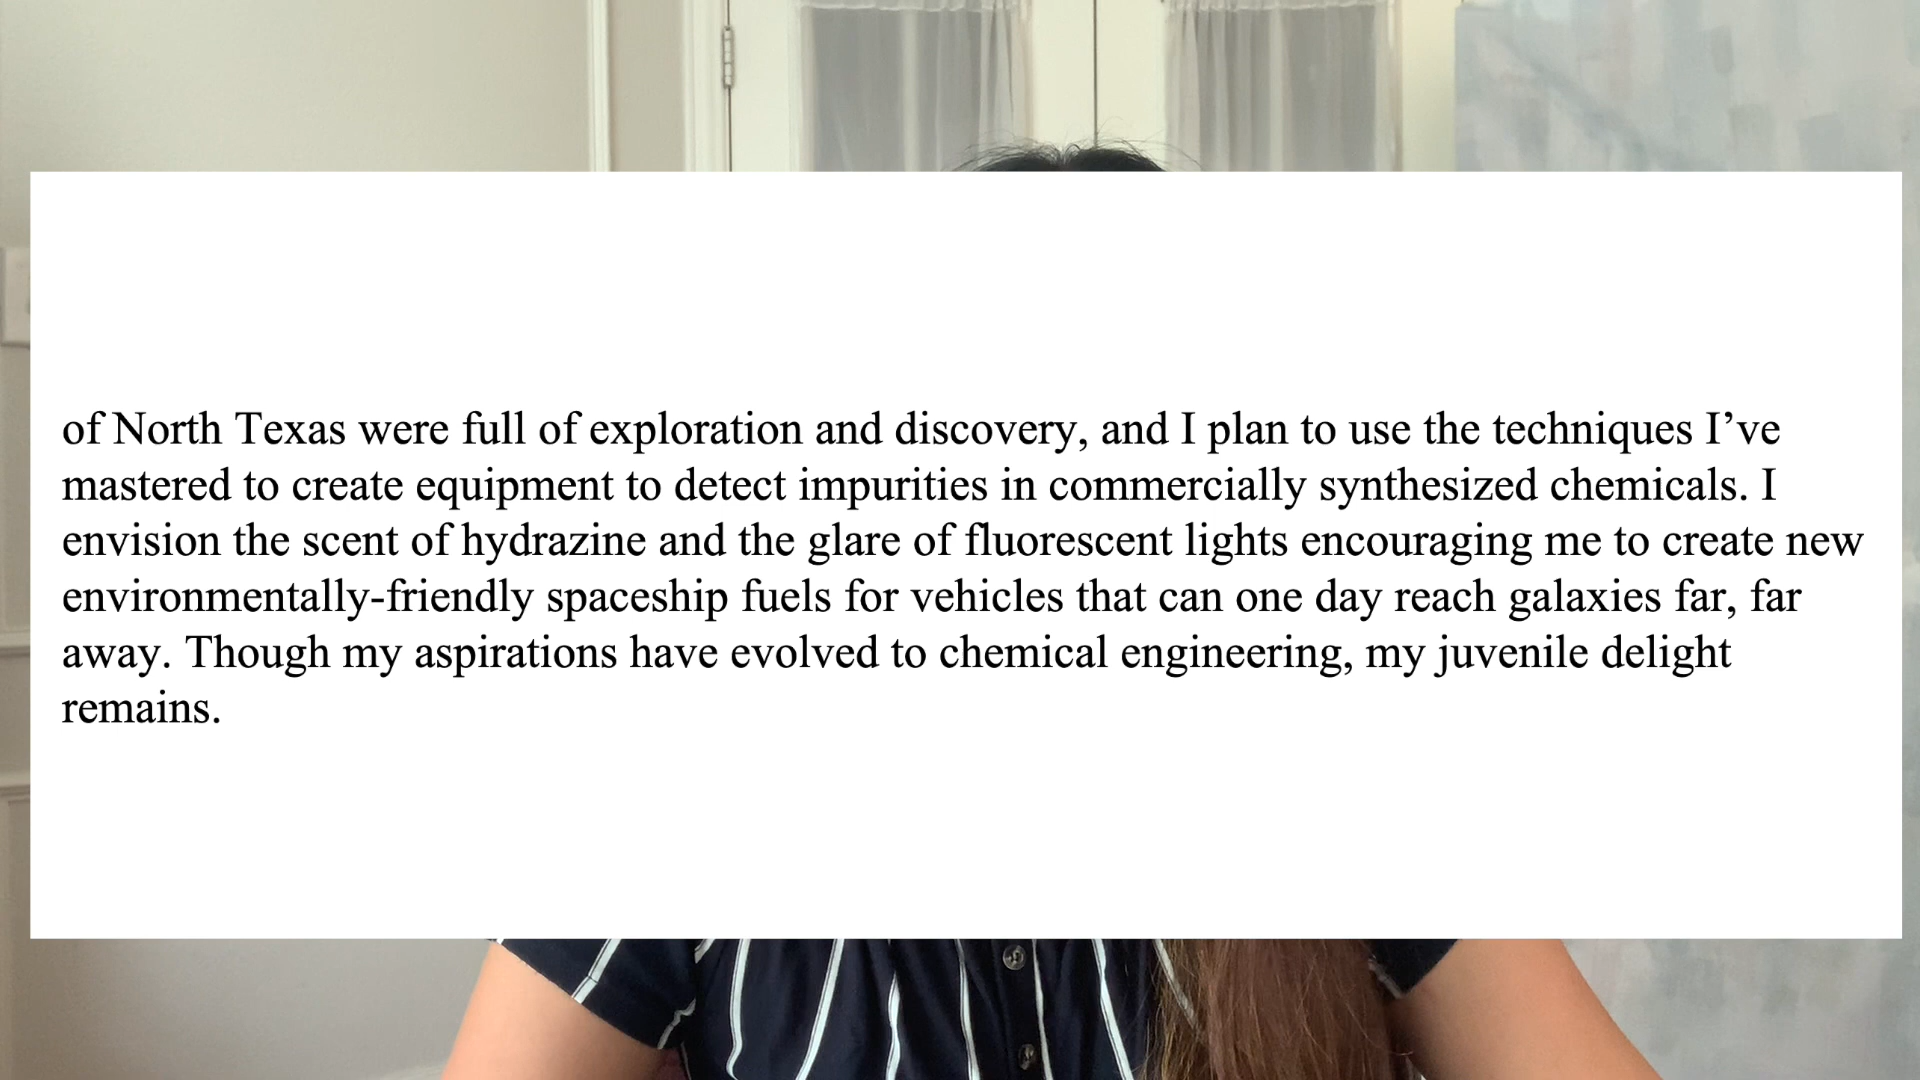 of North Texas were full of exploration and discovery, and I plan to use the techniques I’ve
mastered to create equipment to detect impurities in commercially synthesized chemicals. I
envision the scent of hydrazine and the glare of fluorescent lights encouraging me to create new
environmentally-friendly spaceship fuels for vehicles that can one day reach galaxies far, far
away. Though my aspirations have evolved to chemical engineering, my juvenile delight
remains.